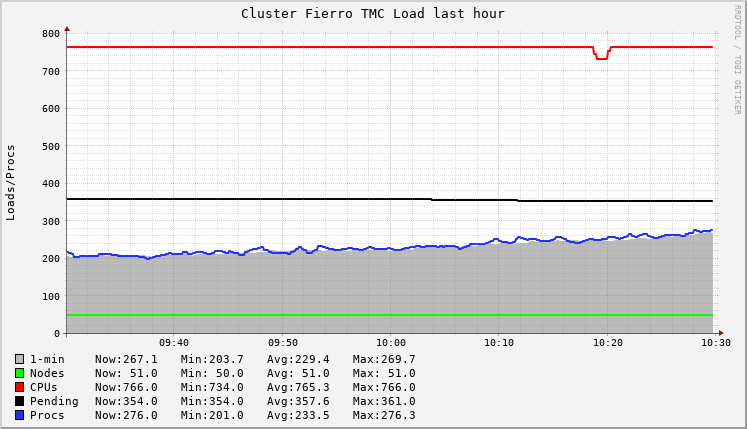 Cluster Fierro TMC Load last hour
RRDTOOL / TOBI OETIKER
Loads/Procs
800
700
600
500
400
300
200
100
0
09:40 09:50 10:00 10:10 10:20 10:30
1-min Now:267.1 Min:203.7 Avg:229.4 Max:269.7
Nodes Now: 51.0 Min: 50.0 Avg: 51.0 Max: 51.0
CPUs Now:766.0 Min:734.0 Avg:765.3 Max:766.0
Pending Now:354.0 Min:354.0 Avg:357.6 Max:361.0
Procs Now:276.0 Min:201.0 Avg:233.5 Max:276.3